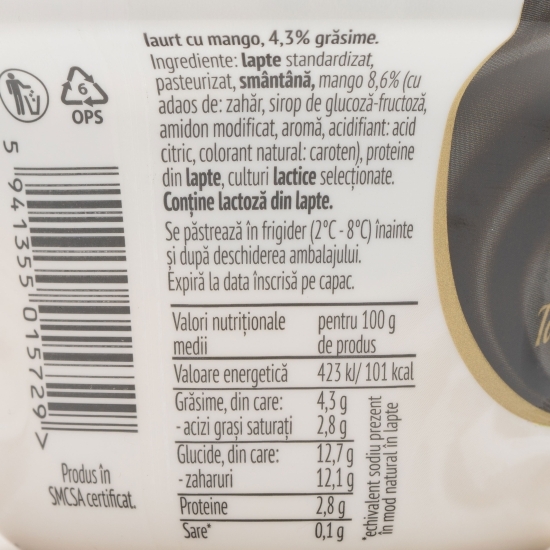 Iaurt cu mango, 4,3% grăsime.
Ingrediente: lapte standardizat,
pasteurizat, smântână, mango 8,6% (cu
adaos de: zahăr, sirop de glucoză-fructoză,
amidon modificat, aromă, acidifiant: acid
citric, colorant natural: caroten), proteine
din lapte, culturi lactice selecționate.
Conține lactoză din lapte.
Se păstrează în frigider (2°C - 8°C) înainte
și după deschiderea ambalajului.
Expiră la data înscrisă pe capac.
Valori nutriționale pentru 100 g
medii de produs
Valoare energetică 423 kJ/ 101 kcal
Grăsime, din care: 4,3 g
- acizi grași saturați 2,8 g
Glucide, din care: 12,7 g
- zaharuri 12,1 g
Proteine 2,8 g
Sare* 0,1 g
*echivalent sodiu prezent
în mod natural în lapte
6
OPS
5 941355 015729 >
Produs în
SMCSA certificat.